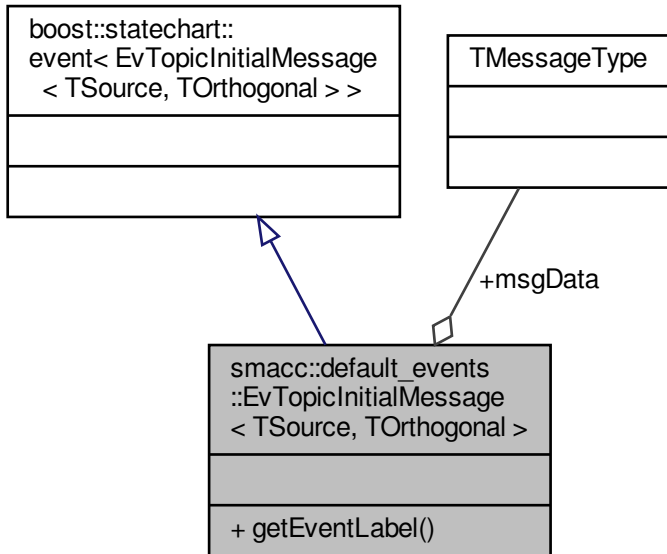 boost::statechart::
event< EvTopicInitialMessage
< TSource, TOrthogonal > >
TMessageType
+msgData
smacc::default_events
::EvTopicInitialMessage
< TSource, TOrthogonal >
+ getEventLabel()